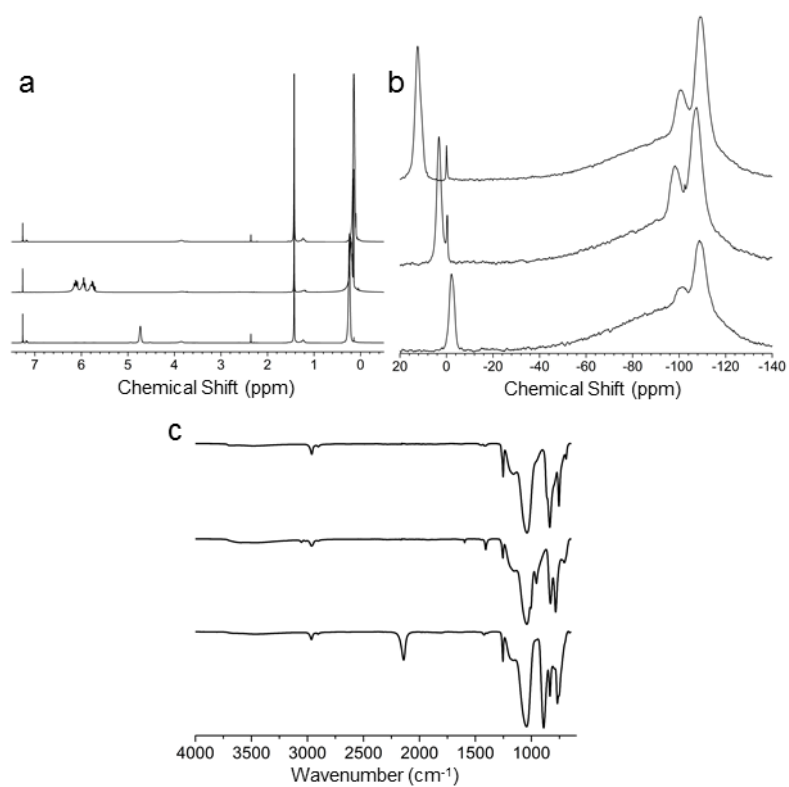 a
b
7 6 5 4 3 2 1 0
Chemical Shift (ppm)
20 0 -20 -40 -60 -80 -100 -120 -140
Chemical Shift (ppm)
c
4000 3500 3000 2500 2000 1500 1000
Wavenumber (cm-1)